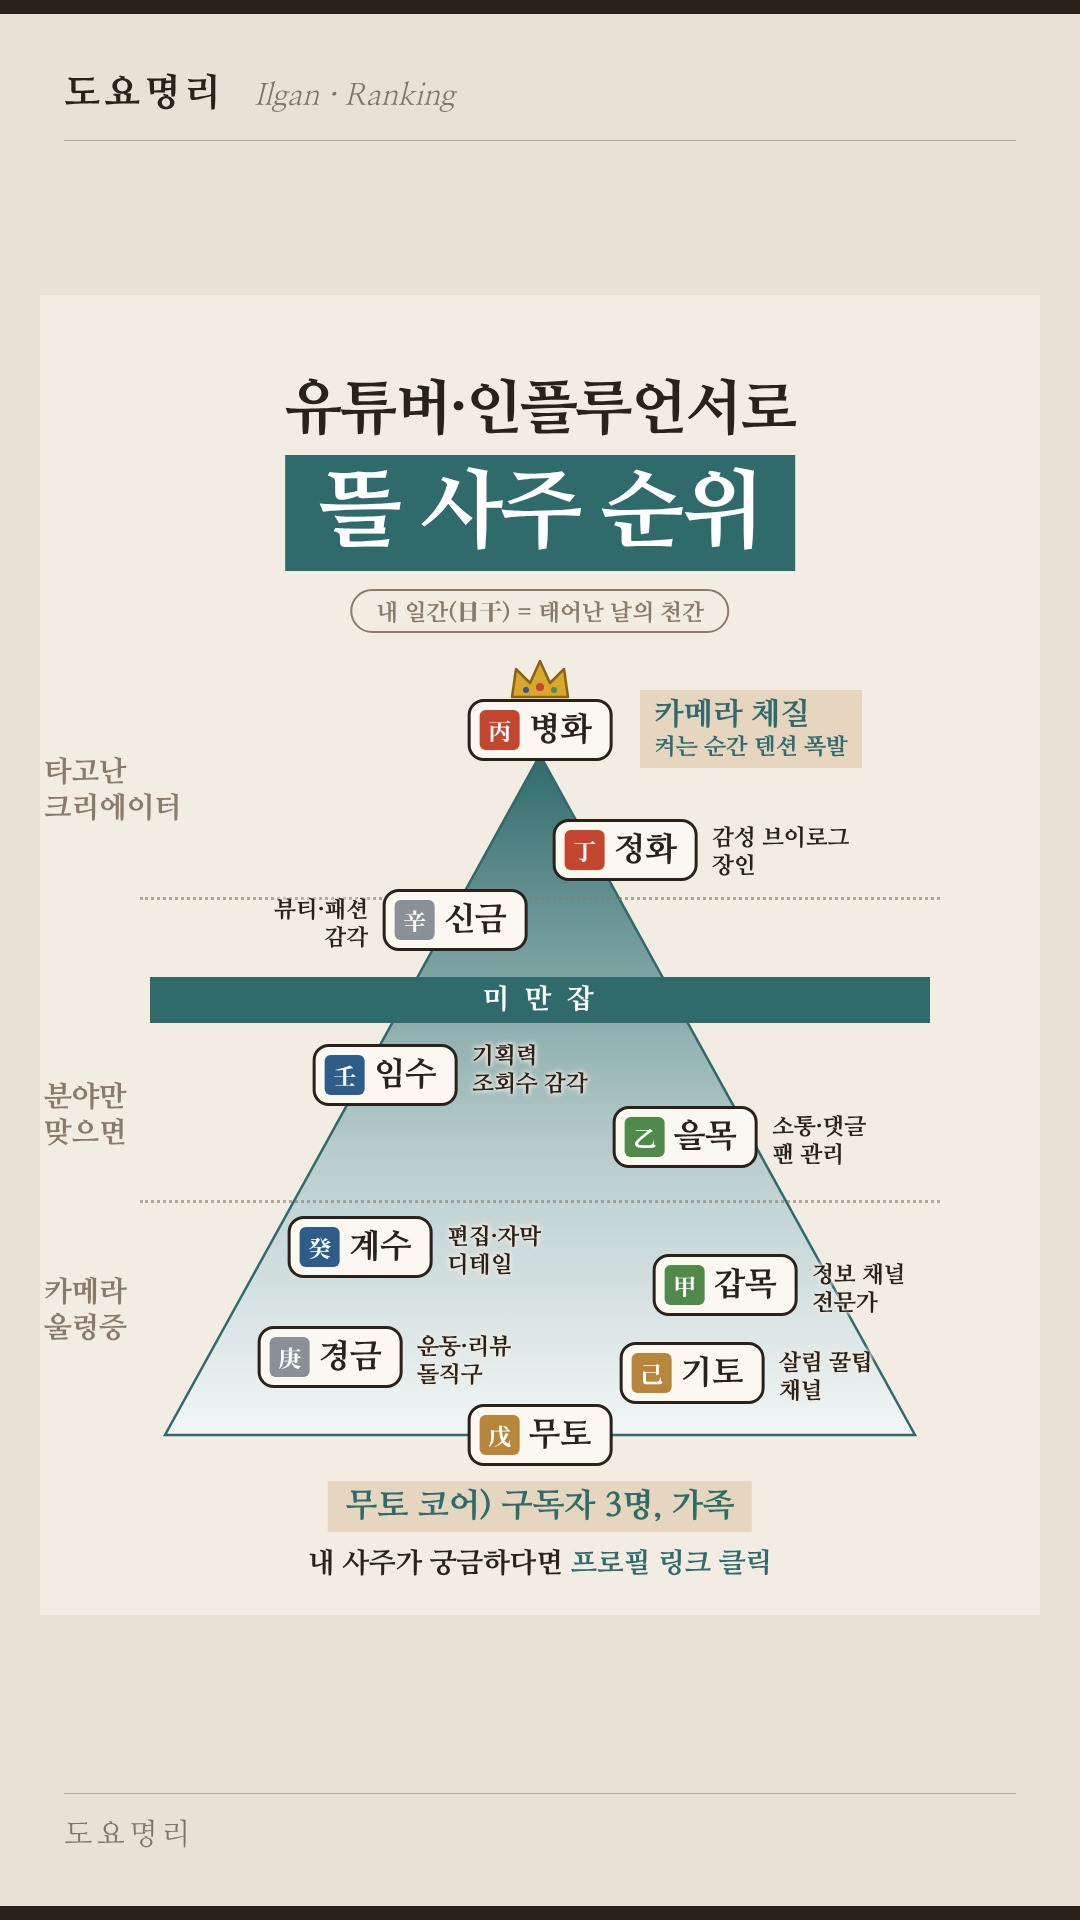 도요명리 Ilgan · Ranking
유튜버·인플루언서로
뜰 사주 순위
내 일간(日干) = 태어난 날의 천간
丙 병화
카메라 체질
켜는 순간 텐션 폭발
타고난
크리에이터
丁 정화
감성 브이로그
장인
뷰티·패션
감각
辛 신금
미만잡
壬 임수
기획력
조회수 감각
분야만
맞으면
乙 을목
소통·댓글
팬 관리
癸 계수
편집·자막
디테일
甲 갑목
정보 채널
전문가
카메라
울렁증
庚 경금
운동·리뷰
돌직구
己 기토
살림 꿀팁
채널
戊 무토
무토 코어) 구독자 3명, 가족
내 사주가 궁금하다면 프로필 링크 클릭
도요명리